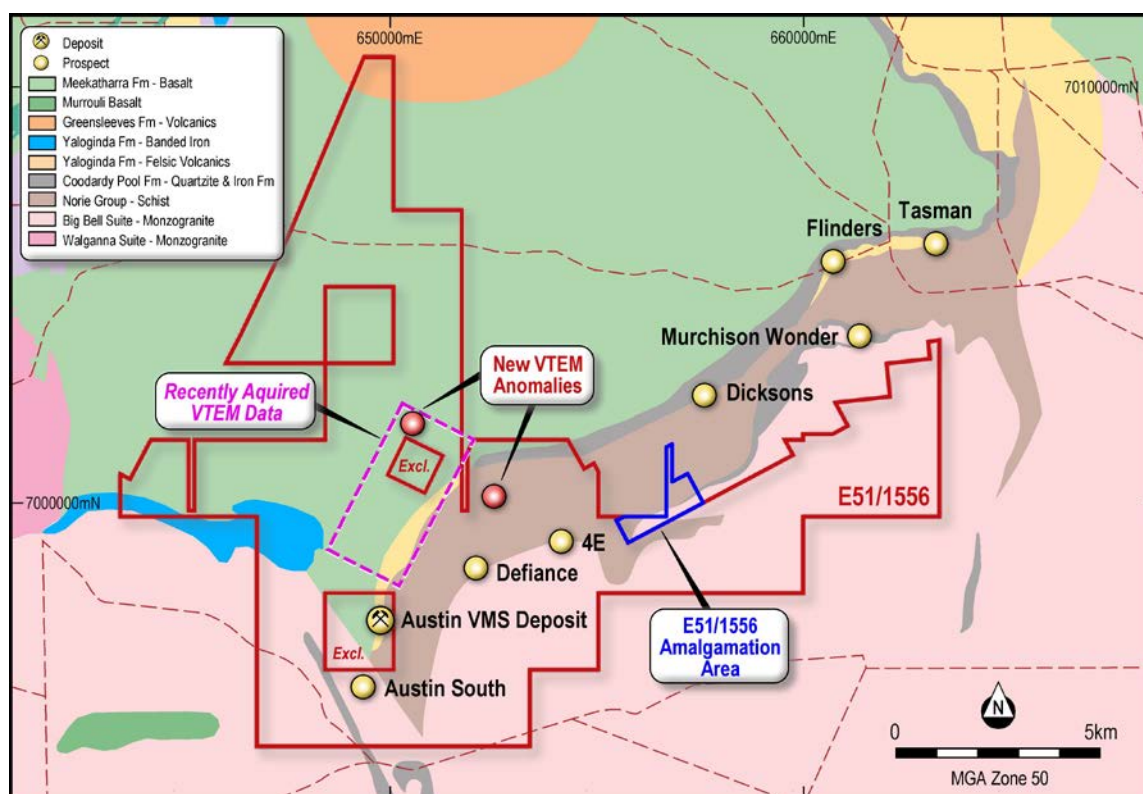 650000mE
660000mE
7010000mN
Deposit
Prospect
Meekatharra Fm - Basalt
Murrouli Basalt
Greensleeves Fm - Volcanics
Yaloginda Fm - Banded Iron
Yaloginda Fm - Felsic Volcanics
Coodardy Pool Fm - Quartzite & Iron Fm
Norie Group - Schist
Big Bell Suite - Monzogranite
Walganna Suite - Monzogranite
Tasman
Flinders
Murchison Wonder
New VTEM
Anomalies
Recently Aquired
VTEM Data
Dicksons
Excl.
7000000mN
E51/1556
4E
Defiance
Austin VMS Deposit
E51/1556
Amalgamation
Area
Excl.
Austin South
N
0
5km
MGA Zone 50